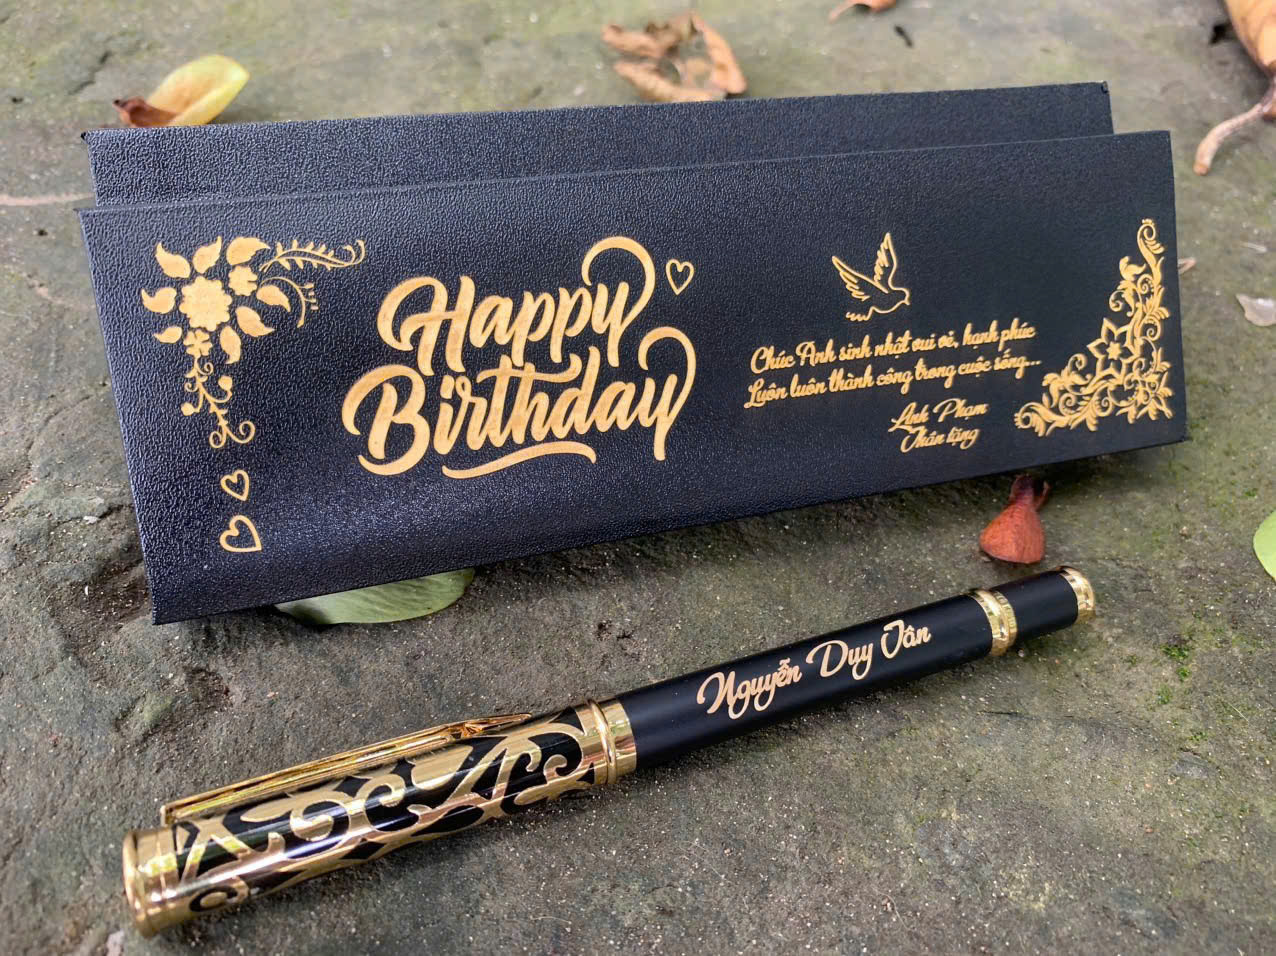 Happy
Birthday
Chúc Anh sinh nhật vui vẻ, hạnh phúc
Luôn luôn thành công trong cuộc sống...
Anh Phạm
Thân tặng
Nguyễn Duy Tân